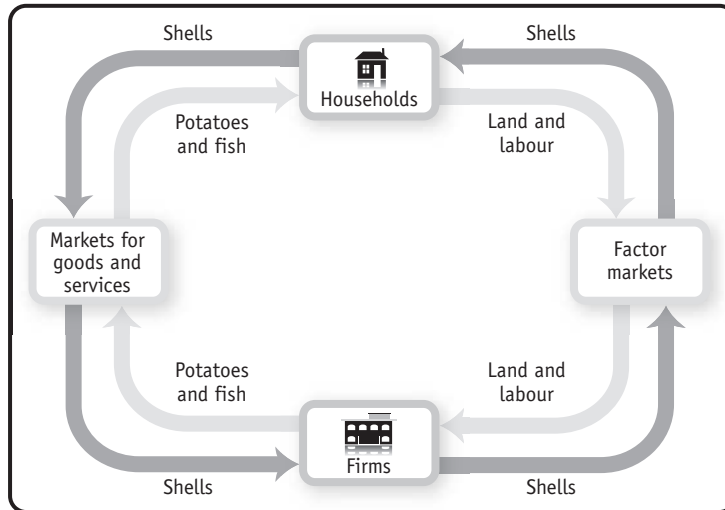 Shells
Shells
Households
Potatoes
and fish
Land and
labour
Markets for
goods and
services
Factor
markets
Potatoes
and fish
Land and
labour
Firms
Shells
Shells